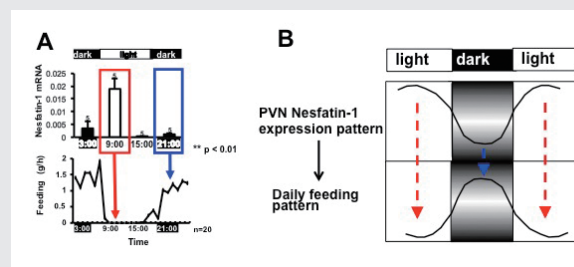 A
dark light dark
Nesfatin-1 mRNA
0.025
0.02
0.015
0.01
0.005
0
3:00 9:00 15:00 21:00
** p < 0.01
Feeding (g/h)
2
1.5
1
0.5
0
3:00 9:00 15:00 21:00
Time
n=20
B
light dark light
PVN Nesfatin-1
expression pattern
Daily feeding
pattern